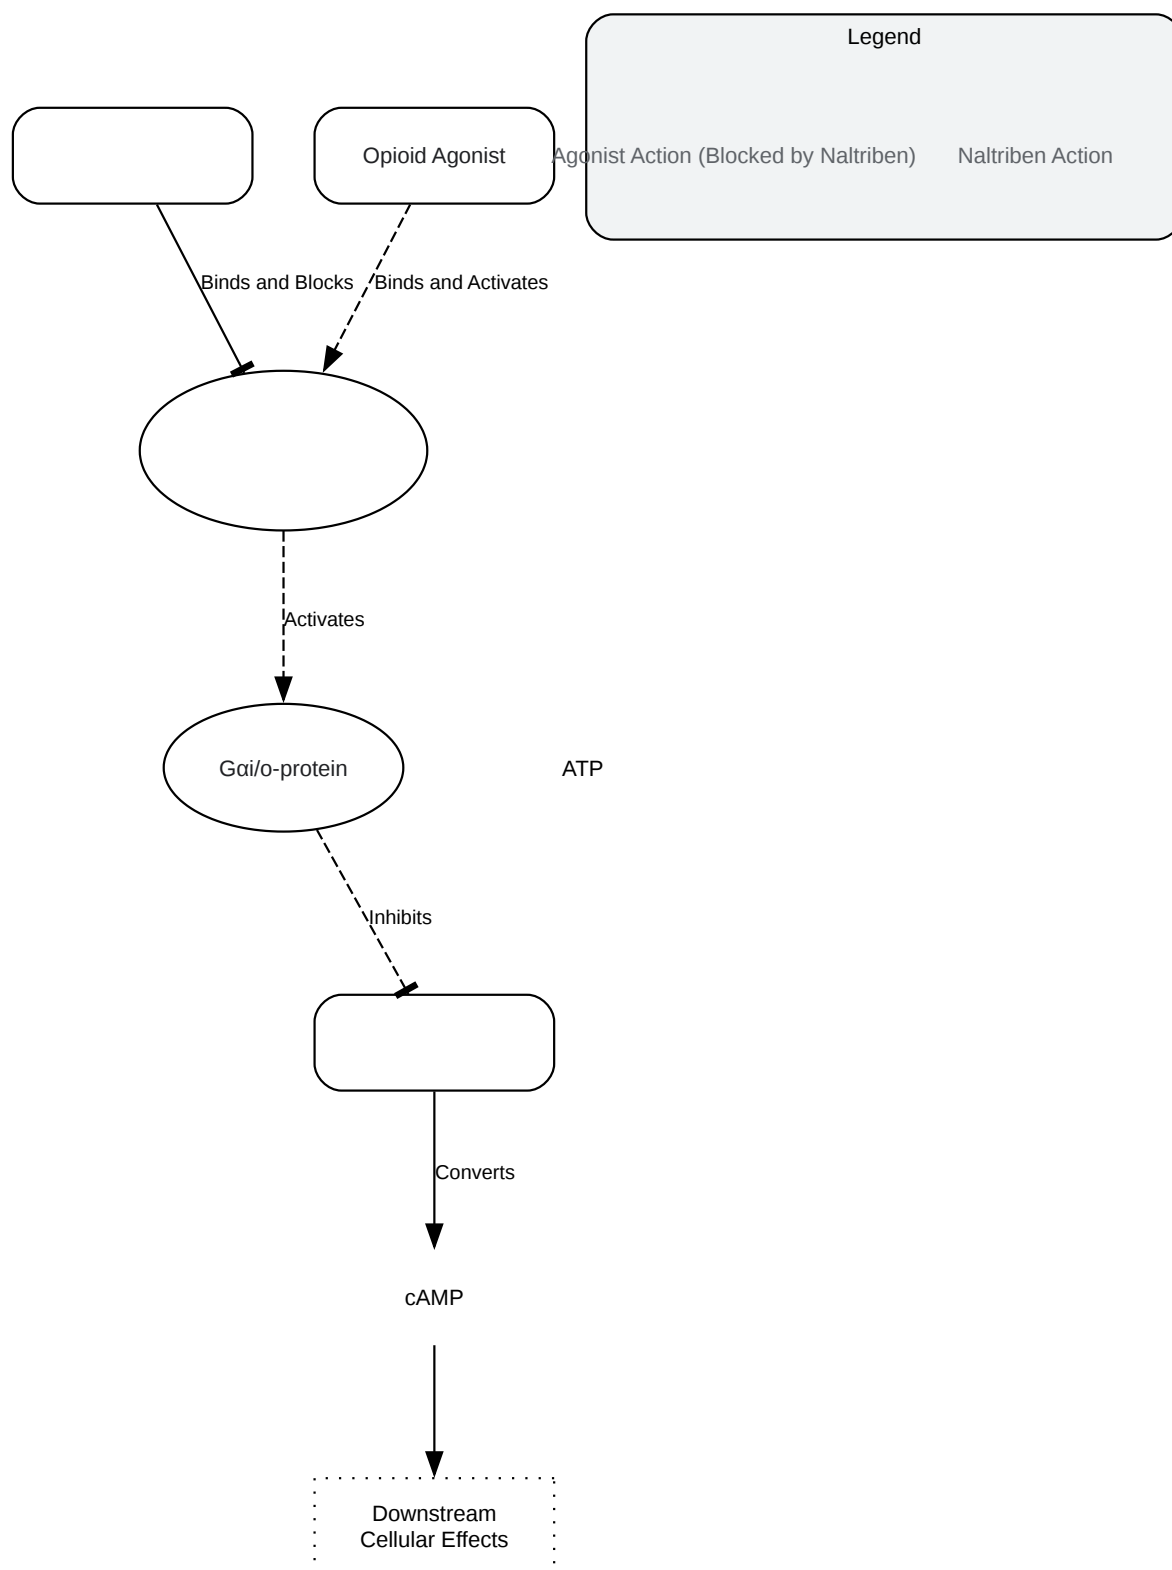 Legend
Opioid Agonist
Agonist Action (Blocked by Naltriben)
Naltriben Action
Binds and Blocks
Binds and Activates
Activates
Gαi/o-protein
ATP
Inhibits
Converts
cAMP
Downstream
Cellular Effects